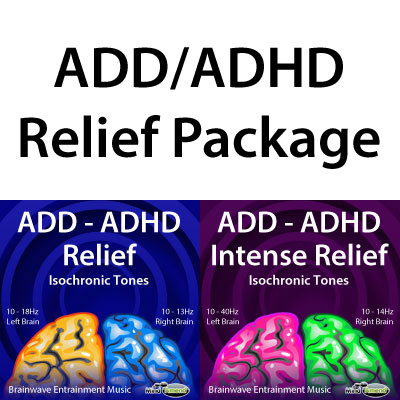 ADD/ADHD
Relief Package
ADD - ADHD
Relief
Isochronic Tones
10 - 18Hz
Left Brain
10 - 13Hz
Right Brain
Brainwave Entrainment Music
ADD - ADHD
Intense Relief
Isochronic Tones
10 - 40Hz
Left Brain
10 - 14Hz
Right Brain
Brainwave Entrainment Music